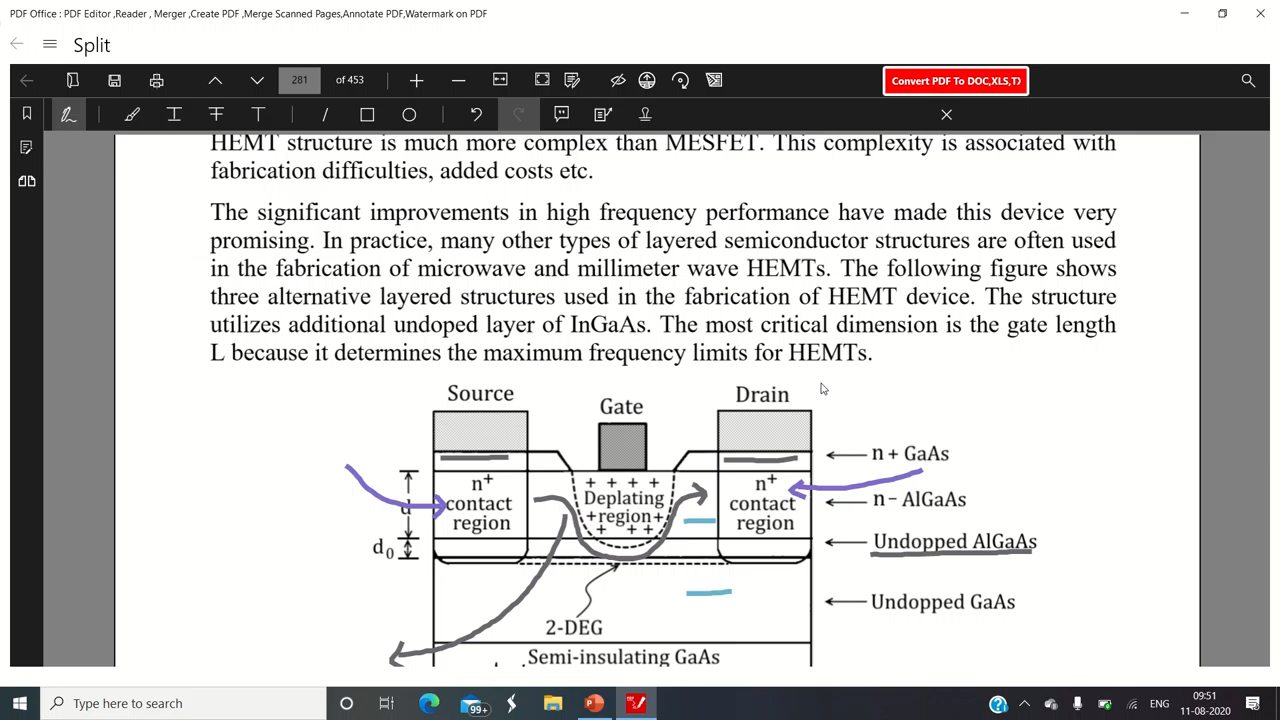 PDF Office : PDF Editor ,Reader , Merger ,Create PDF ,Merge Scanned Pages,Annotate PDF,Watermark on PDF
Split
281 of 453
Convert PDF To DOC,XLS,T)
HEMT structure is much more complex than MESFET. This complexity is associated with
fabrication difficulties, added costs etc.
The significant improvements in high frequency performance have made this device very
promising. In practice, many other types of layered semiconductor structures are often used
in the fabrication of microwave and millimeter wave HEMTs. The following figure shows
three alternative layered structures used in the fabrication of HEMT device. The structure
utilizes additional undoped layer of InGaAs. The most critical dimension is the gate length
L because it determines the maximum frequency limits for HEMTs.
Source
Gate
Drain
n + GaAs
n⁺
contact
region
+ + + +
Deplating
+region+
+ + +
n⁺
contact
region
d
n– AlGaAs
d₀
Undopped AlGaAs
Undopped GaAs
2-DEG
Semi-insulating GaAs
Type here to search
99+
ENG
09:51
11-08-2020